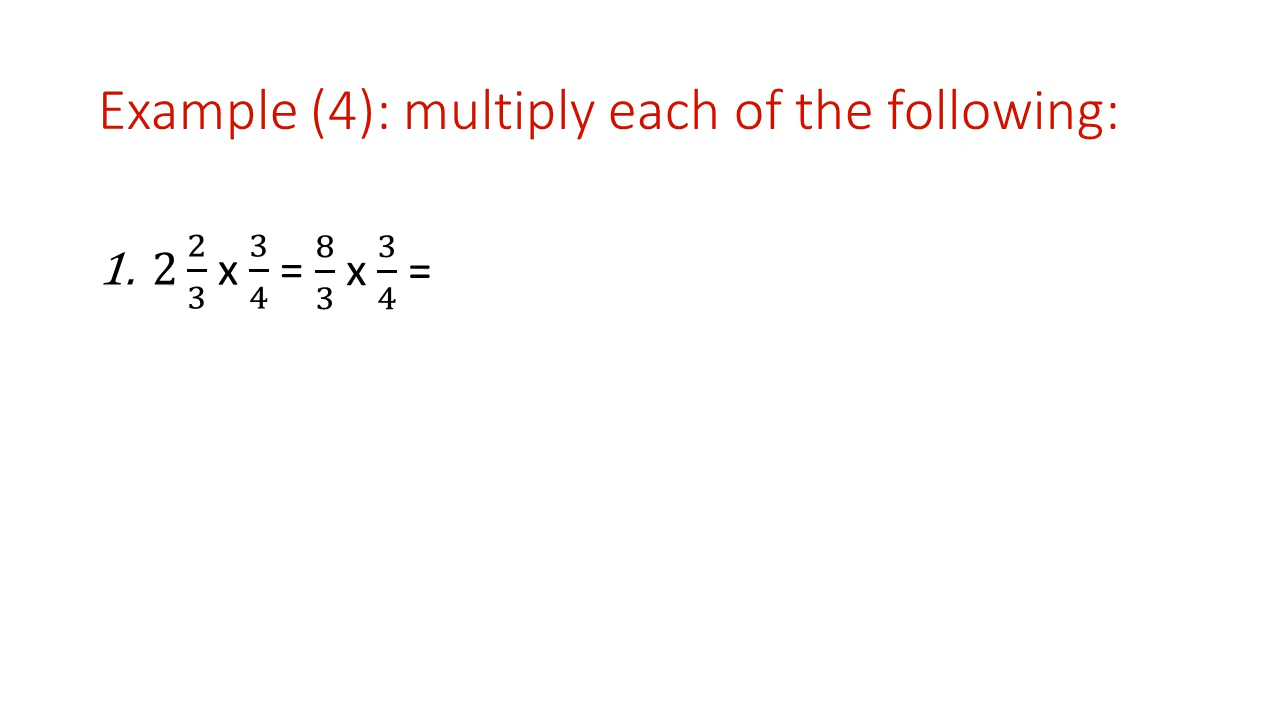 Example (4): multiply each of the following:
1. 2 2/3 x 3/4 = 8/3 x 3/4 =